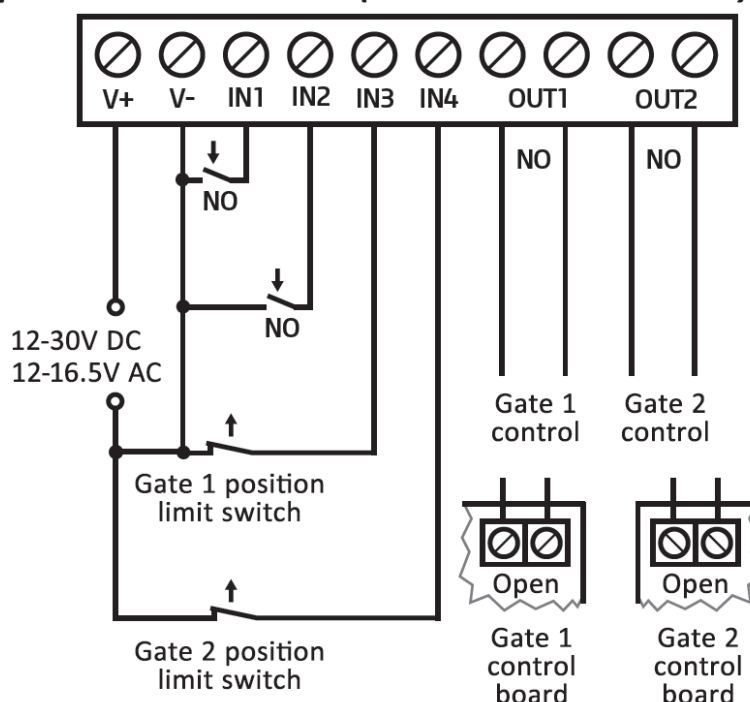 V+ V- IN1 IN2 IN3 IN4 OUT1 OUT2
NO NO
NO
NO
12-30V DC
12-16.5V AC
Gate 1
control
Gate 2
control
Gate 1 position
limit switch
Open
Open
Gate 2 position
limit switch
Gate 1
control
board
Gate 2
control
board